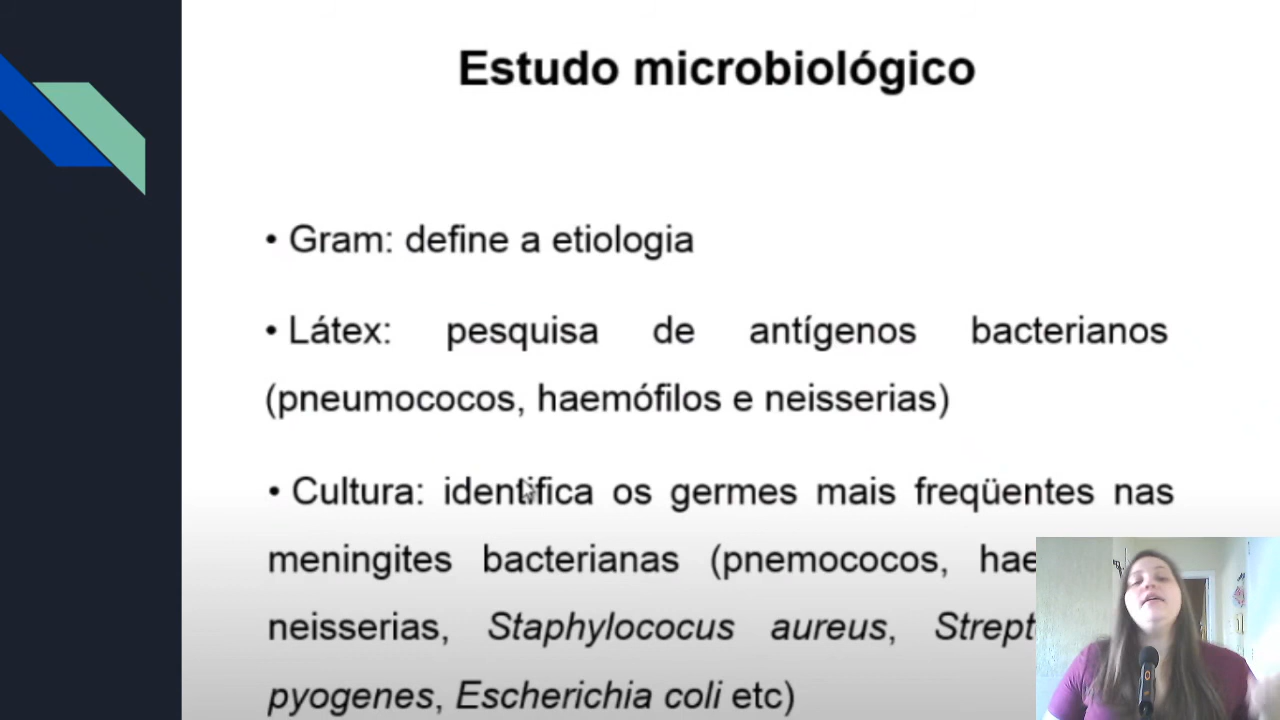 Estudo microbiológico
• Gram: define a etiologia
• Látex: pesquisa de antígenos bacterianos
(pneumococos, haemófilos e neisserias)
• Cultura: identifica os germes mais freqüentes nas
meningites bacterianas (pnemococos, hae
neisserias, Staphylococus aureus, Strept
pyogenes, Escherichia coli etc)